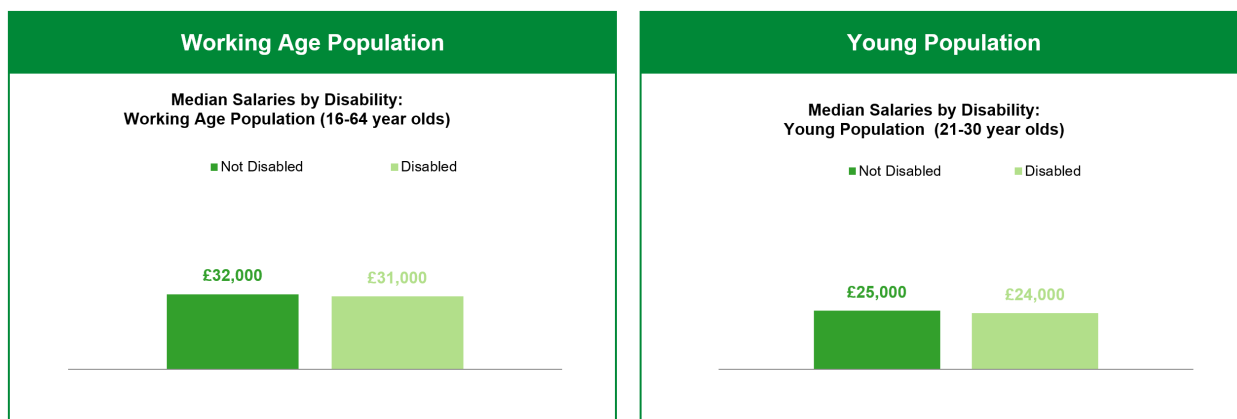 Working Age Population
Median Salaries by Disability:
Working Age Population (16-64 year olds)
Not Disabled
Disabled
£32,000
£31,000
Young Population
Median Salaries by Disability:
Young Population (21-30 year olds)
Not Disabled
Disabled
£25,000
£24,000